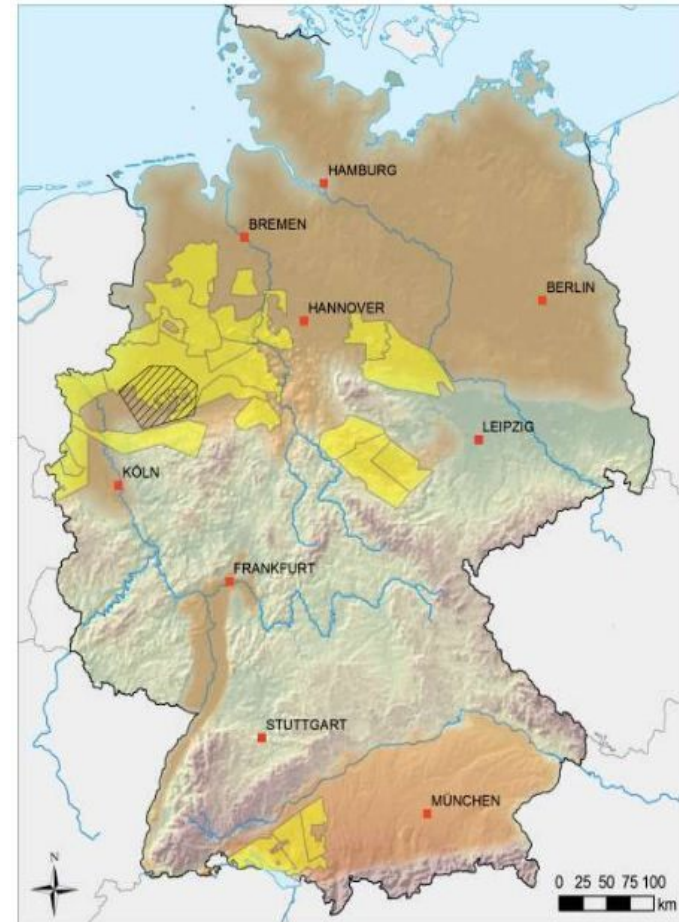 HAMBURG
BREMEN
BERLIN
HANNOVER
LEIPZIG
KÖLN
FRANKFURT
STUTTGART
MÜNCHEN
N
0 25 50 75 100
km